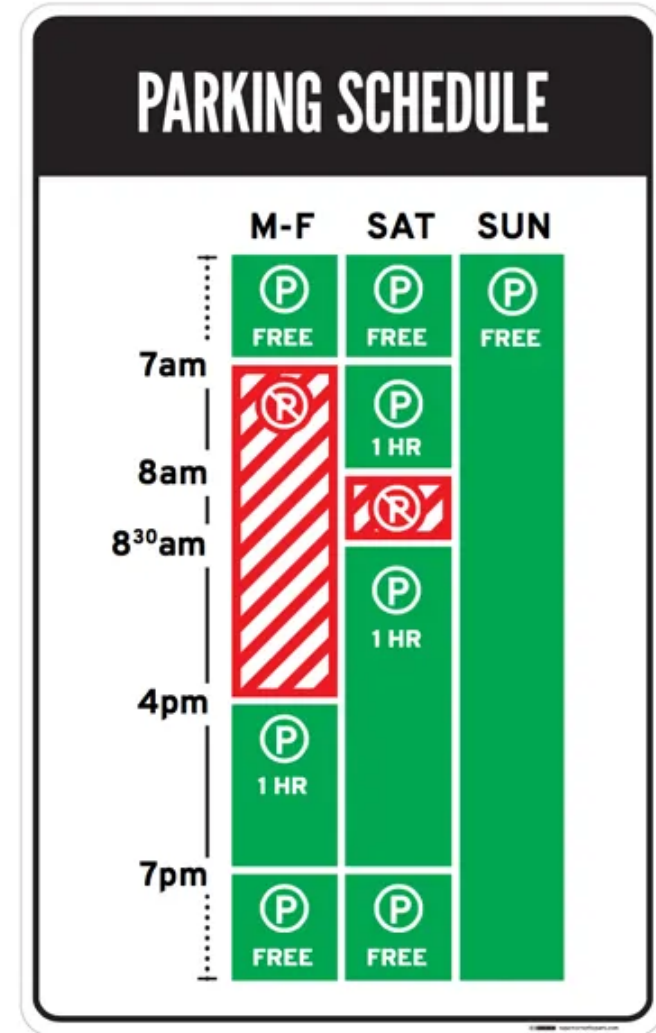 PARKING SCHEDULE
M-F SAT SUN
P P P
FREE FREE FREE
7am
P P
1 HR
8am
P
8³⁰am
P
1 HR
4pm
P
1 HR
7pm
P P
FREE FREE